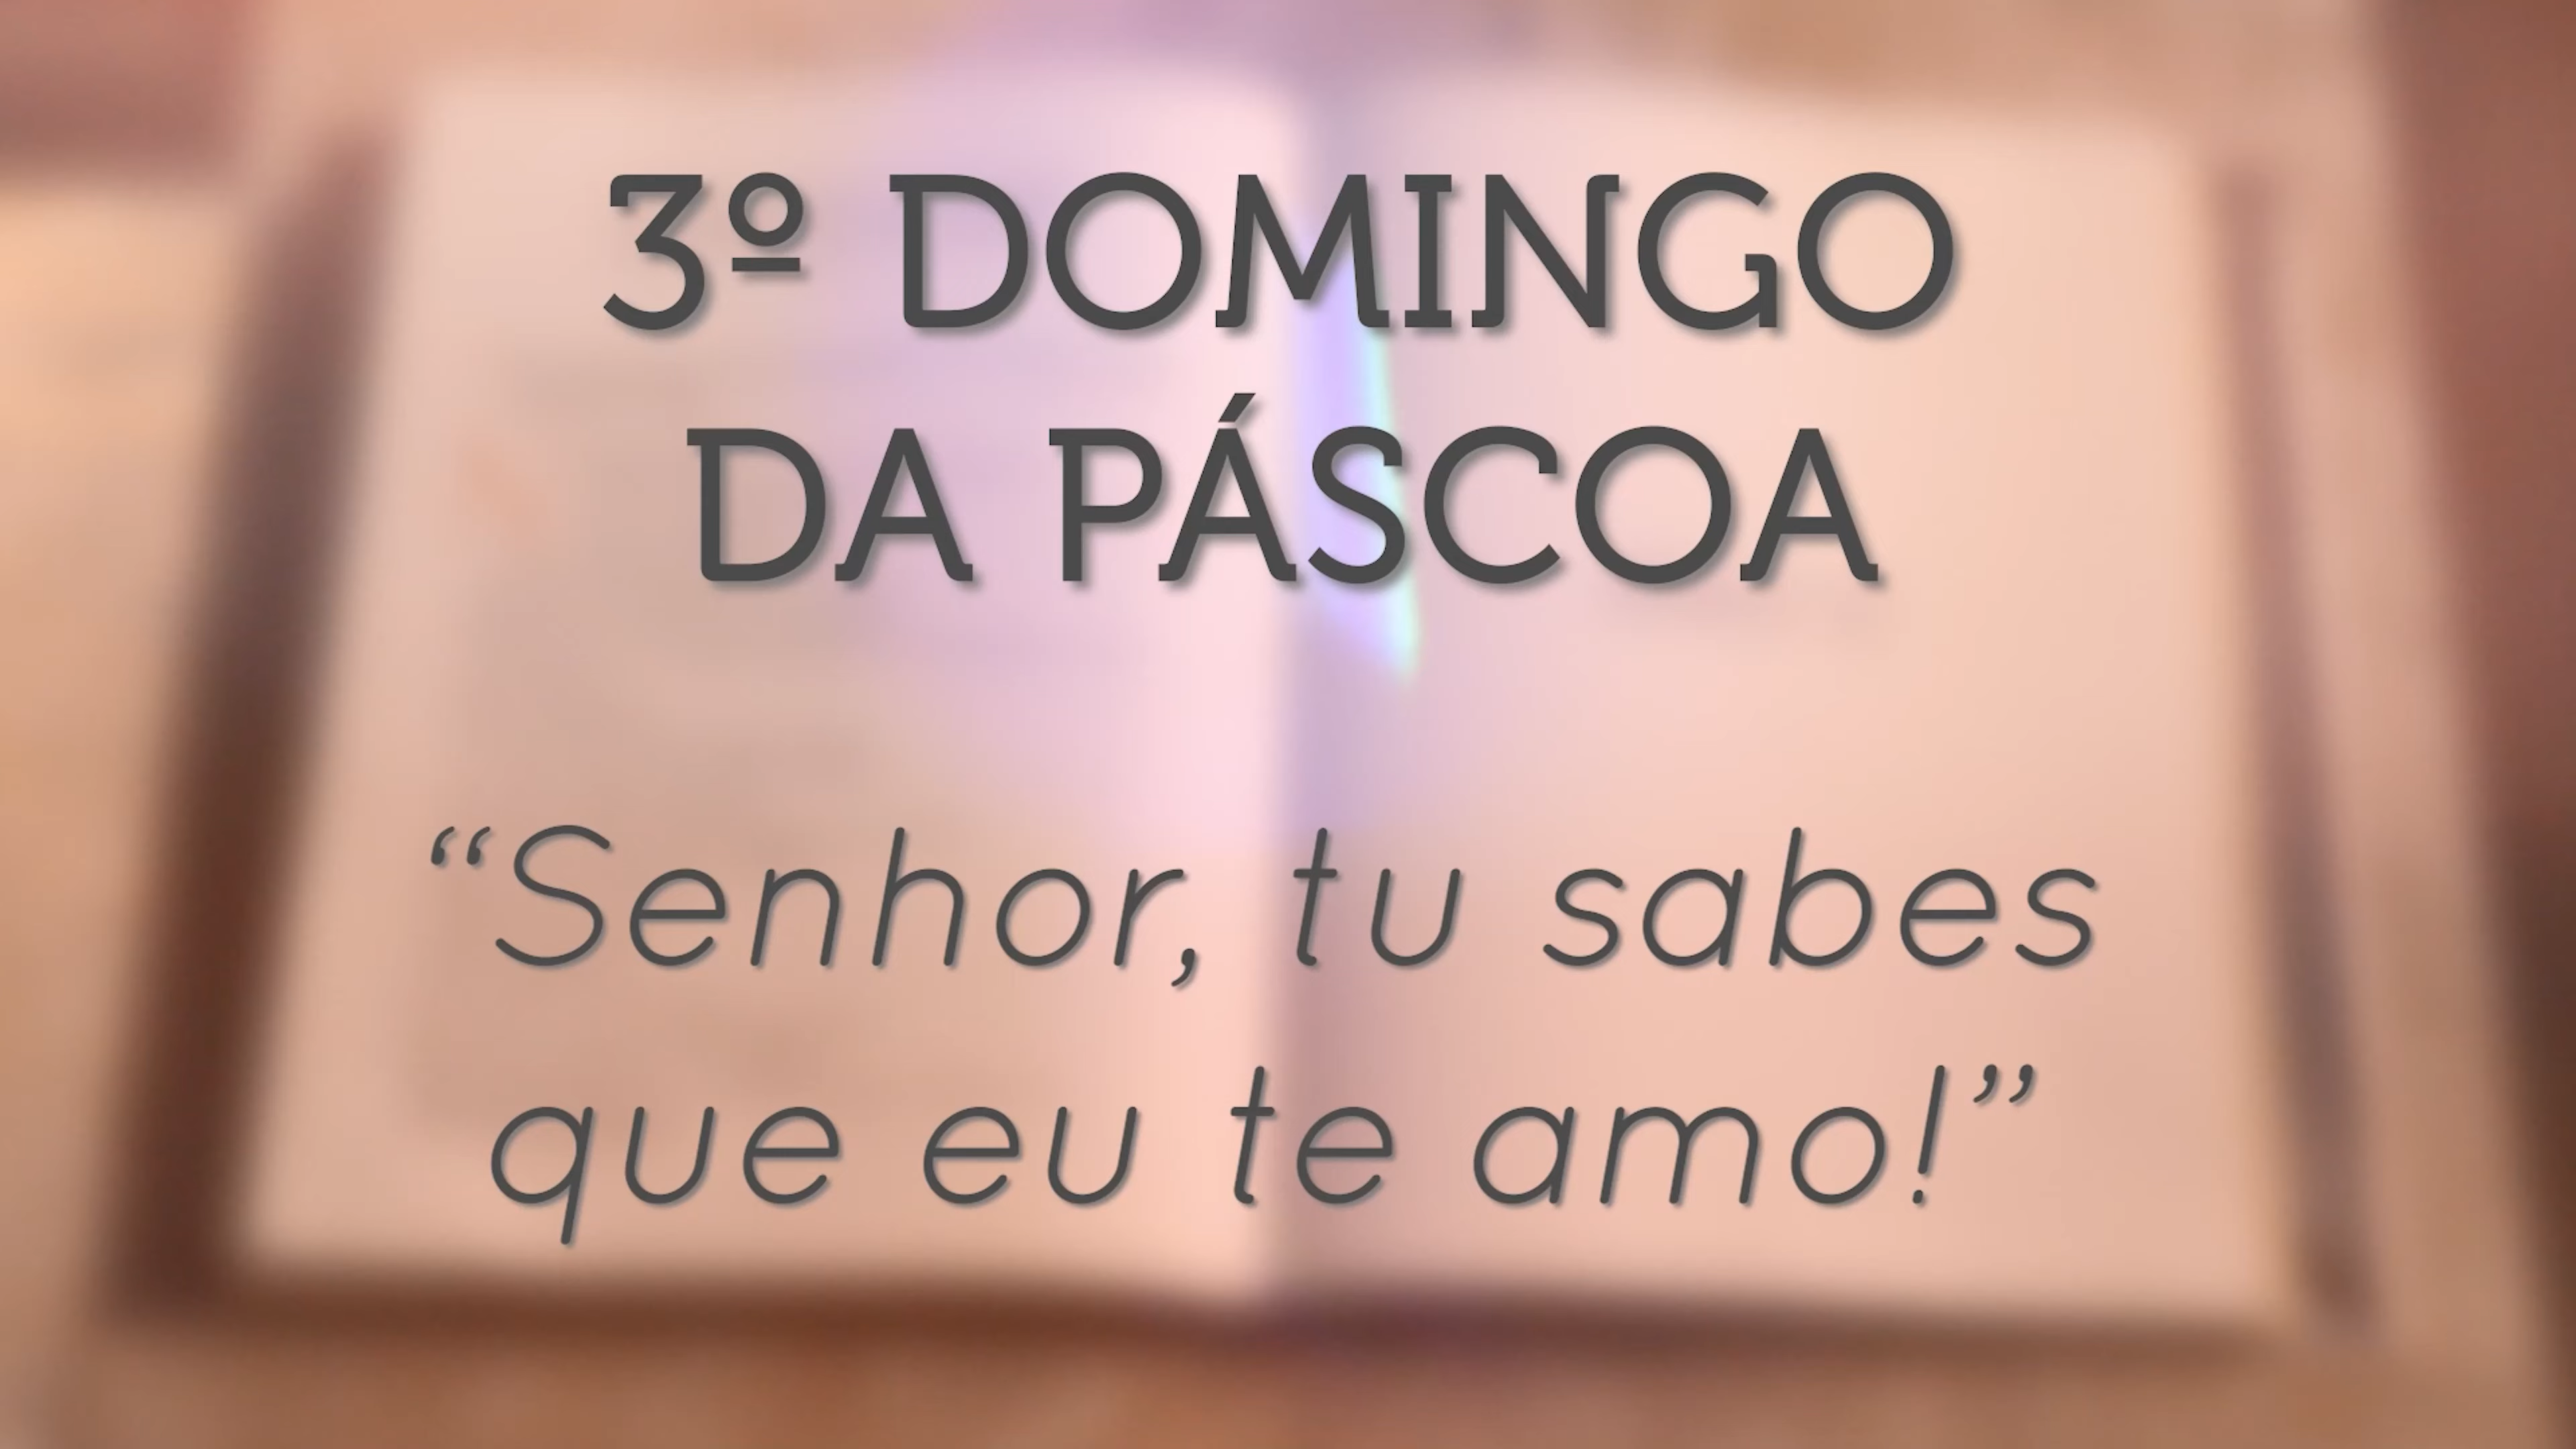 3º DOMINGO
DA PÁSCOA
“Senhor, tu sabes
que eu te amo!”